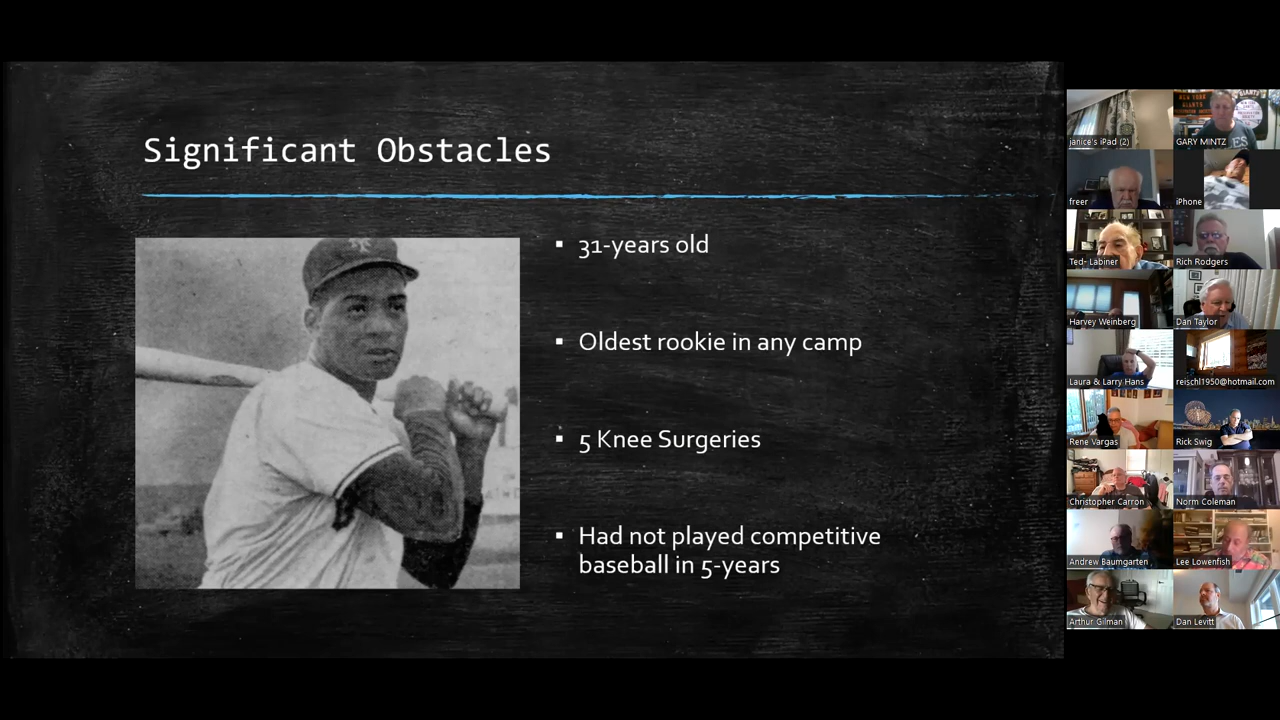 Significant Obstacles
▪ 31-years old
▪ Oldest rookie in any camp
▪ 5 Knee Surgeries
▪ Had not played competitive
baseball in 5-years
janice's iPad (2)
GARY MINTZ
freer
iPhone
Ted- Labiner
Rich Rodgers
Harvey Weinberg
Dan Taylor
Laura & Larry Hans
reischl1950@hotmail.com
Rene Vargas
Rick Swig
Christopher Carron
Norm Coleman
Andrew Baumgarten
Lee Lowenfish
Arthur Gilman
Dan Levitt